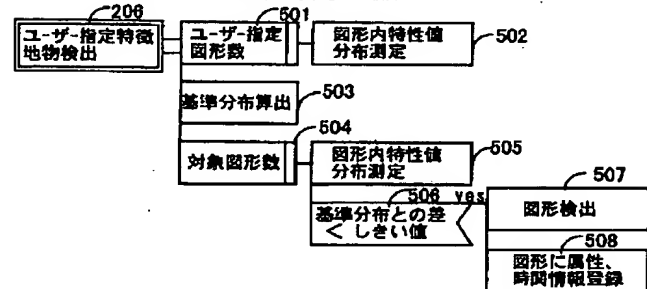 206
ユーザー指定特徴
地物検出
501
ユーザー指定
図形数
図形内特性値
分布測定
502
基準分布算出
503
504
対象図形数
図形内特性値
分布測定
505
506
基準分布との差
< しきい値
yes
507
図形検出
508
図形に属性、
時間情報登録